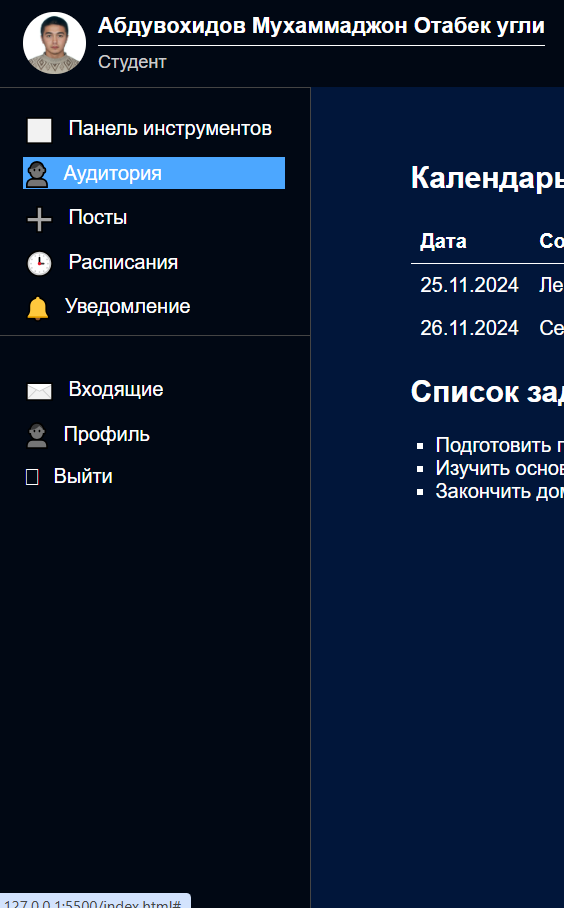 Абдувохидов Мухаммаджон Отабек угли
Студент
Панель инструментов
Аудитория
Посты
Расписания
Уведомление
Входящие
Профиль
Выйти
Календарь
Дата Со
25.11.2024 Ле
26.11.2024 Се
Список зад
Подготовить п
Изучить основ
Закончить дом
127.0.0.1:5500/index.html#